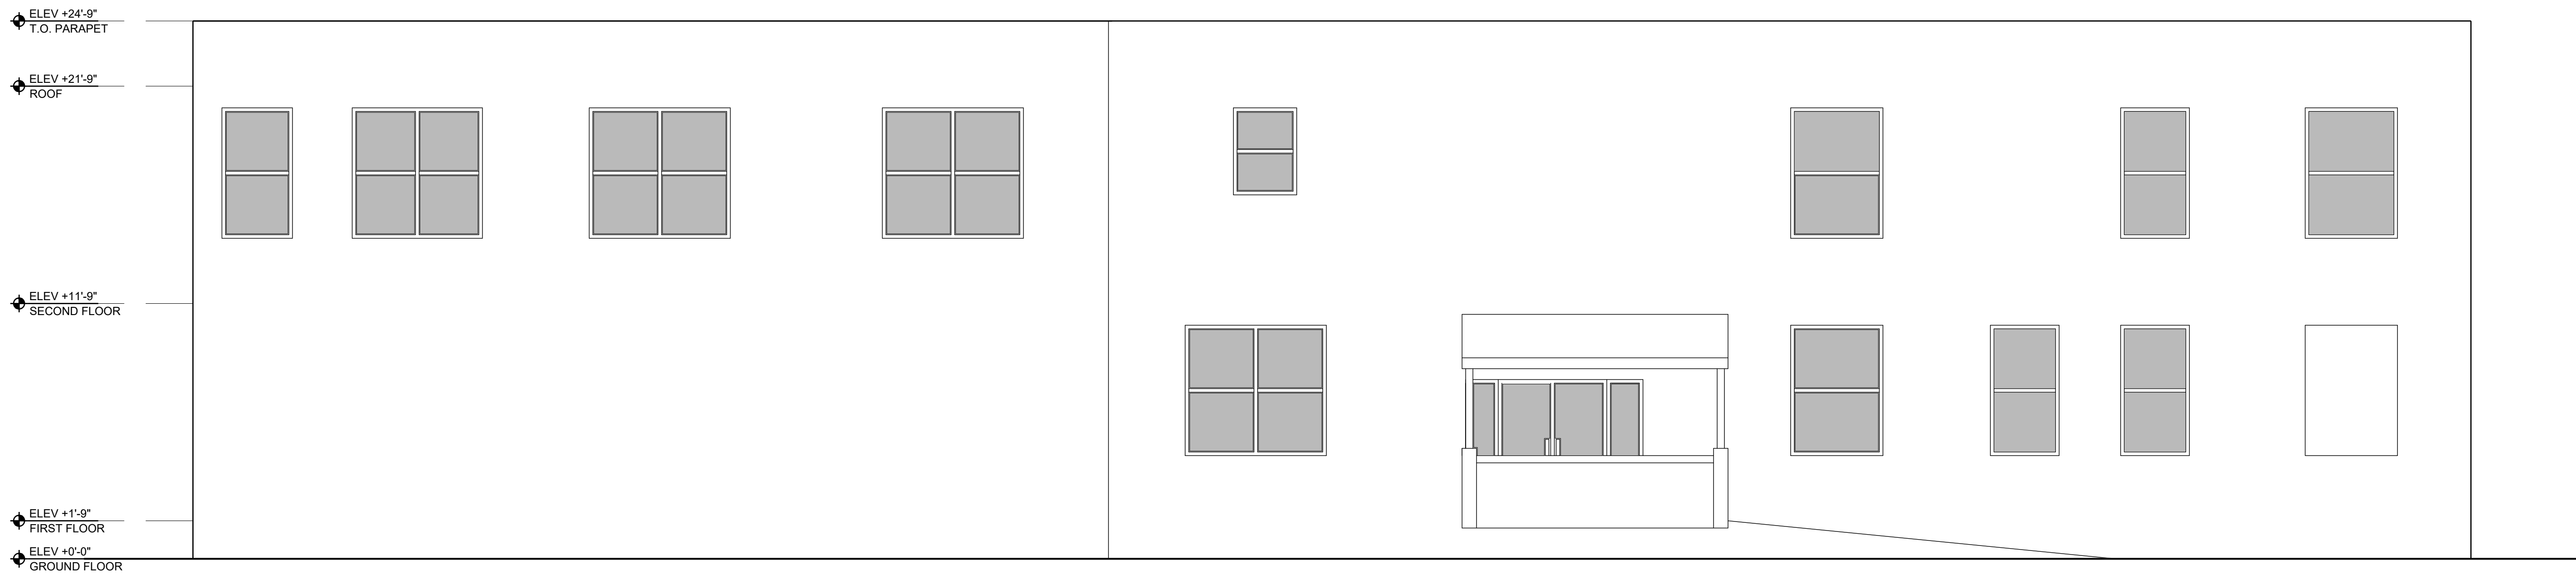 ELEV +24'-9"
T.O. PARAPET
ELEV +21'-9"
ROOF
ELEV +11'-9"
SECOND FLOOR
ELEV +1'-9"
FIRST FLOOR
ELEV +0'-0"
GROUND FLOOR